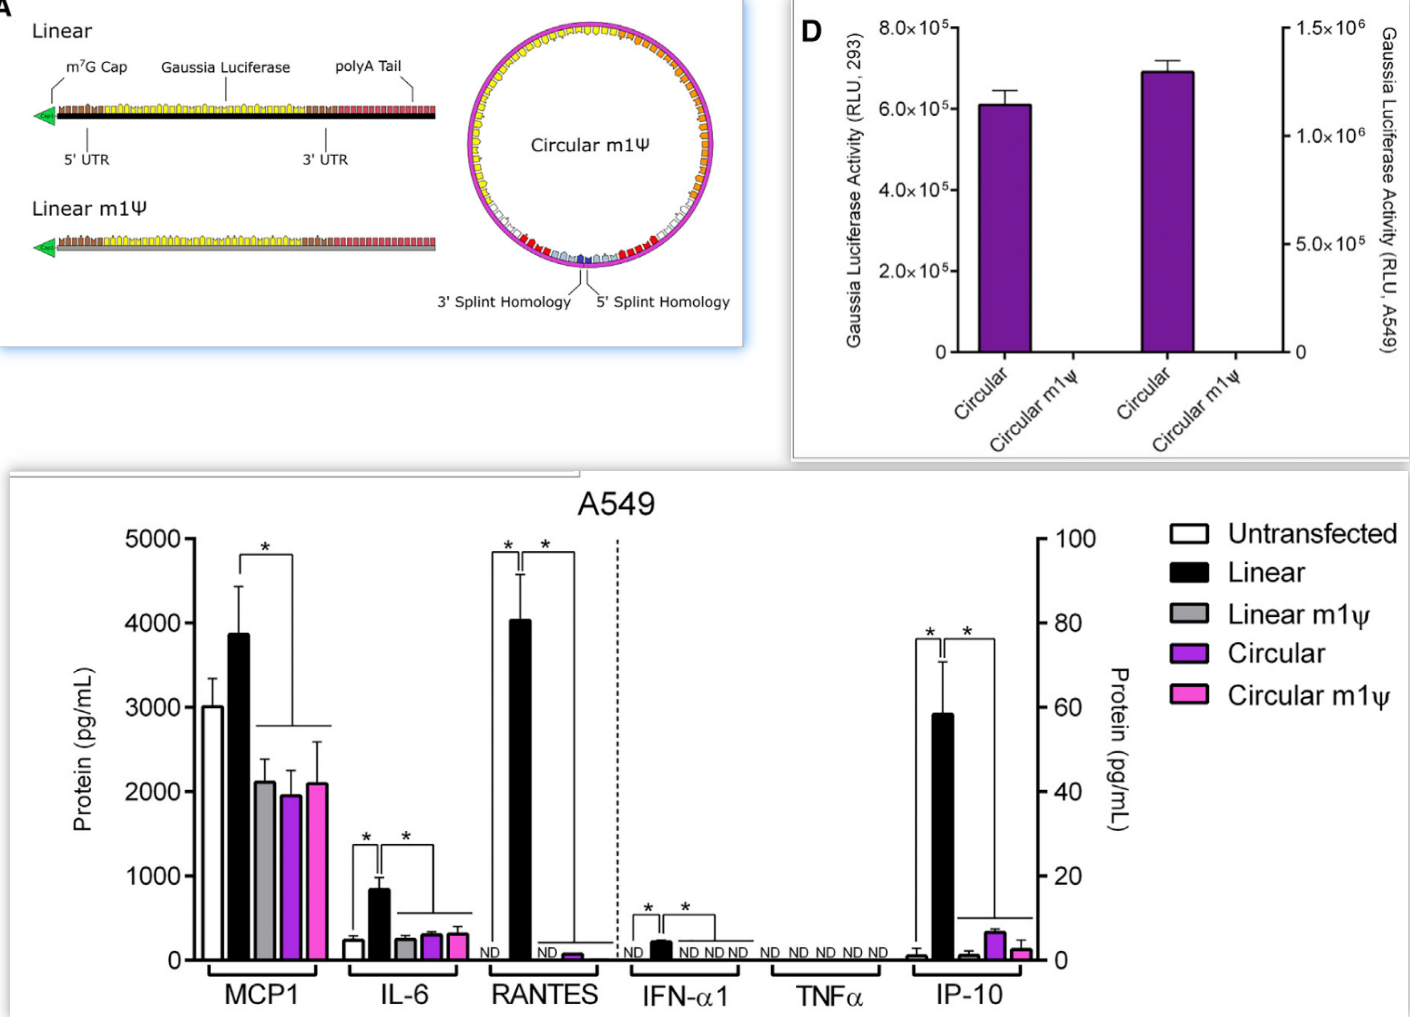 A
Linear
m⁷G Cap
Gaussia Luciferase
polyA Tail
5' UTR
3' UTR
Linear m1Ψ
Circular m1Ψ
3' Splint Homology
5' Splint Homology
D
Gaussia Luciferase Activity (RLU, 293)
8.0×10⁵
6.0×10⁵
4.0×10⁵
2.0×10⁵
0
1.5×10⁶
1.0×10⁶
5.0×10⁵
0
Gaussia Luciferase Activity (RLU, A549)
Circular
Circular m1ψ
Circular
Circular m1ψ
A549
Protein (pg/mL)
5000
4000
3000
2000
1000
0
*
* *
* *
* *
* *
ND ND
ND ND ND ND
ND ND ND ND ND
100
80
60
40
20
0
Protein (pg/mL)
MCP1 IL-6 RANTES IFN-α1 TNFα IP-10
Untransfected
Linear
Linear m1ψ
Circular
Circular m1ψ